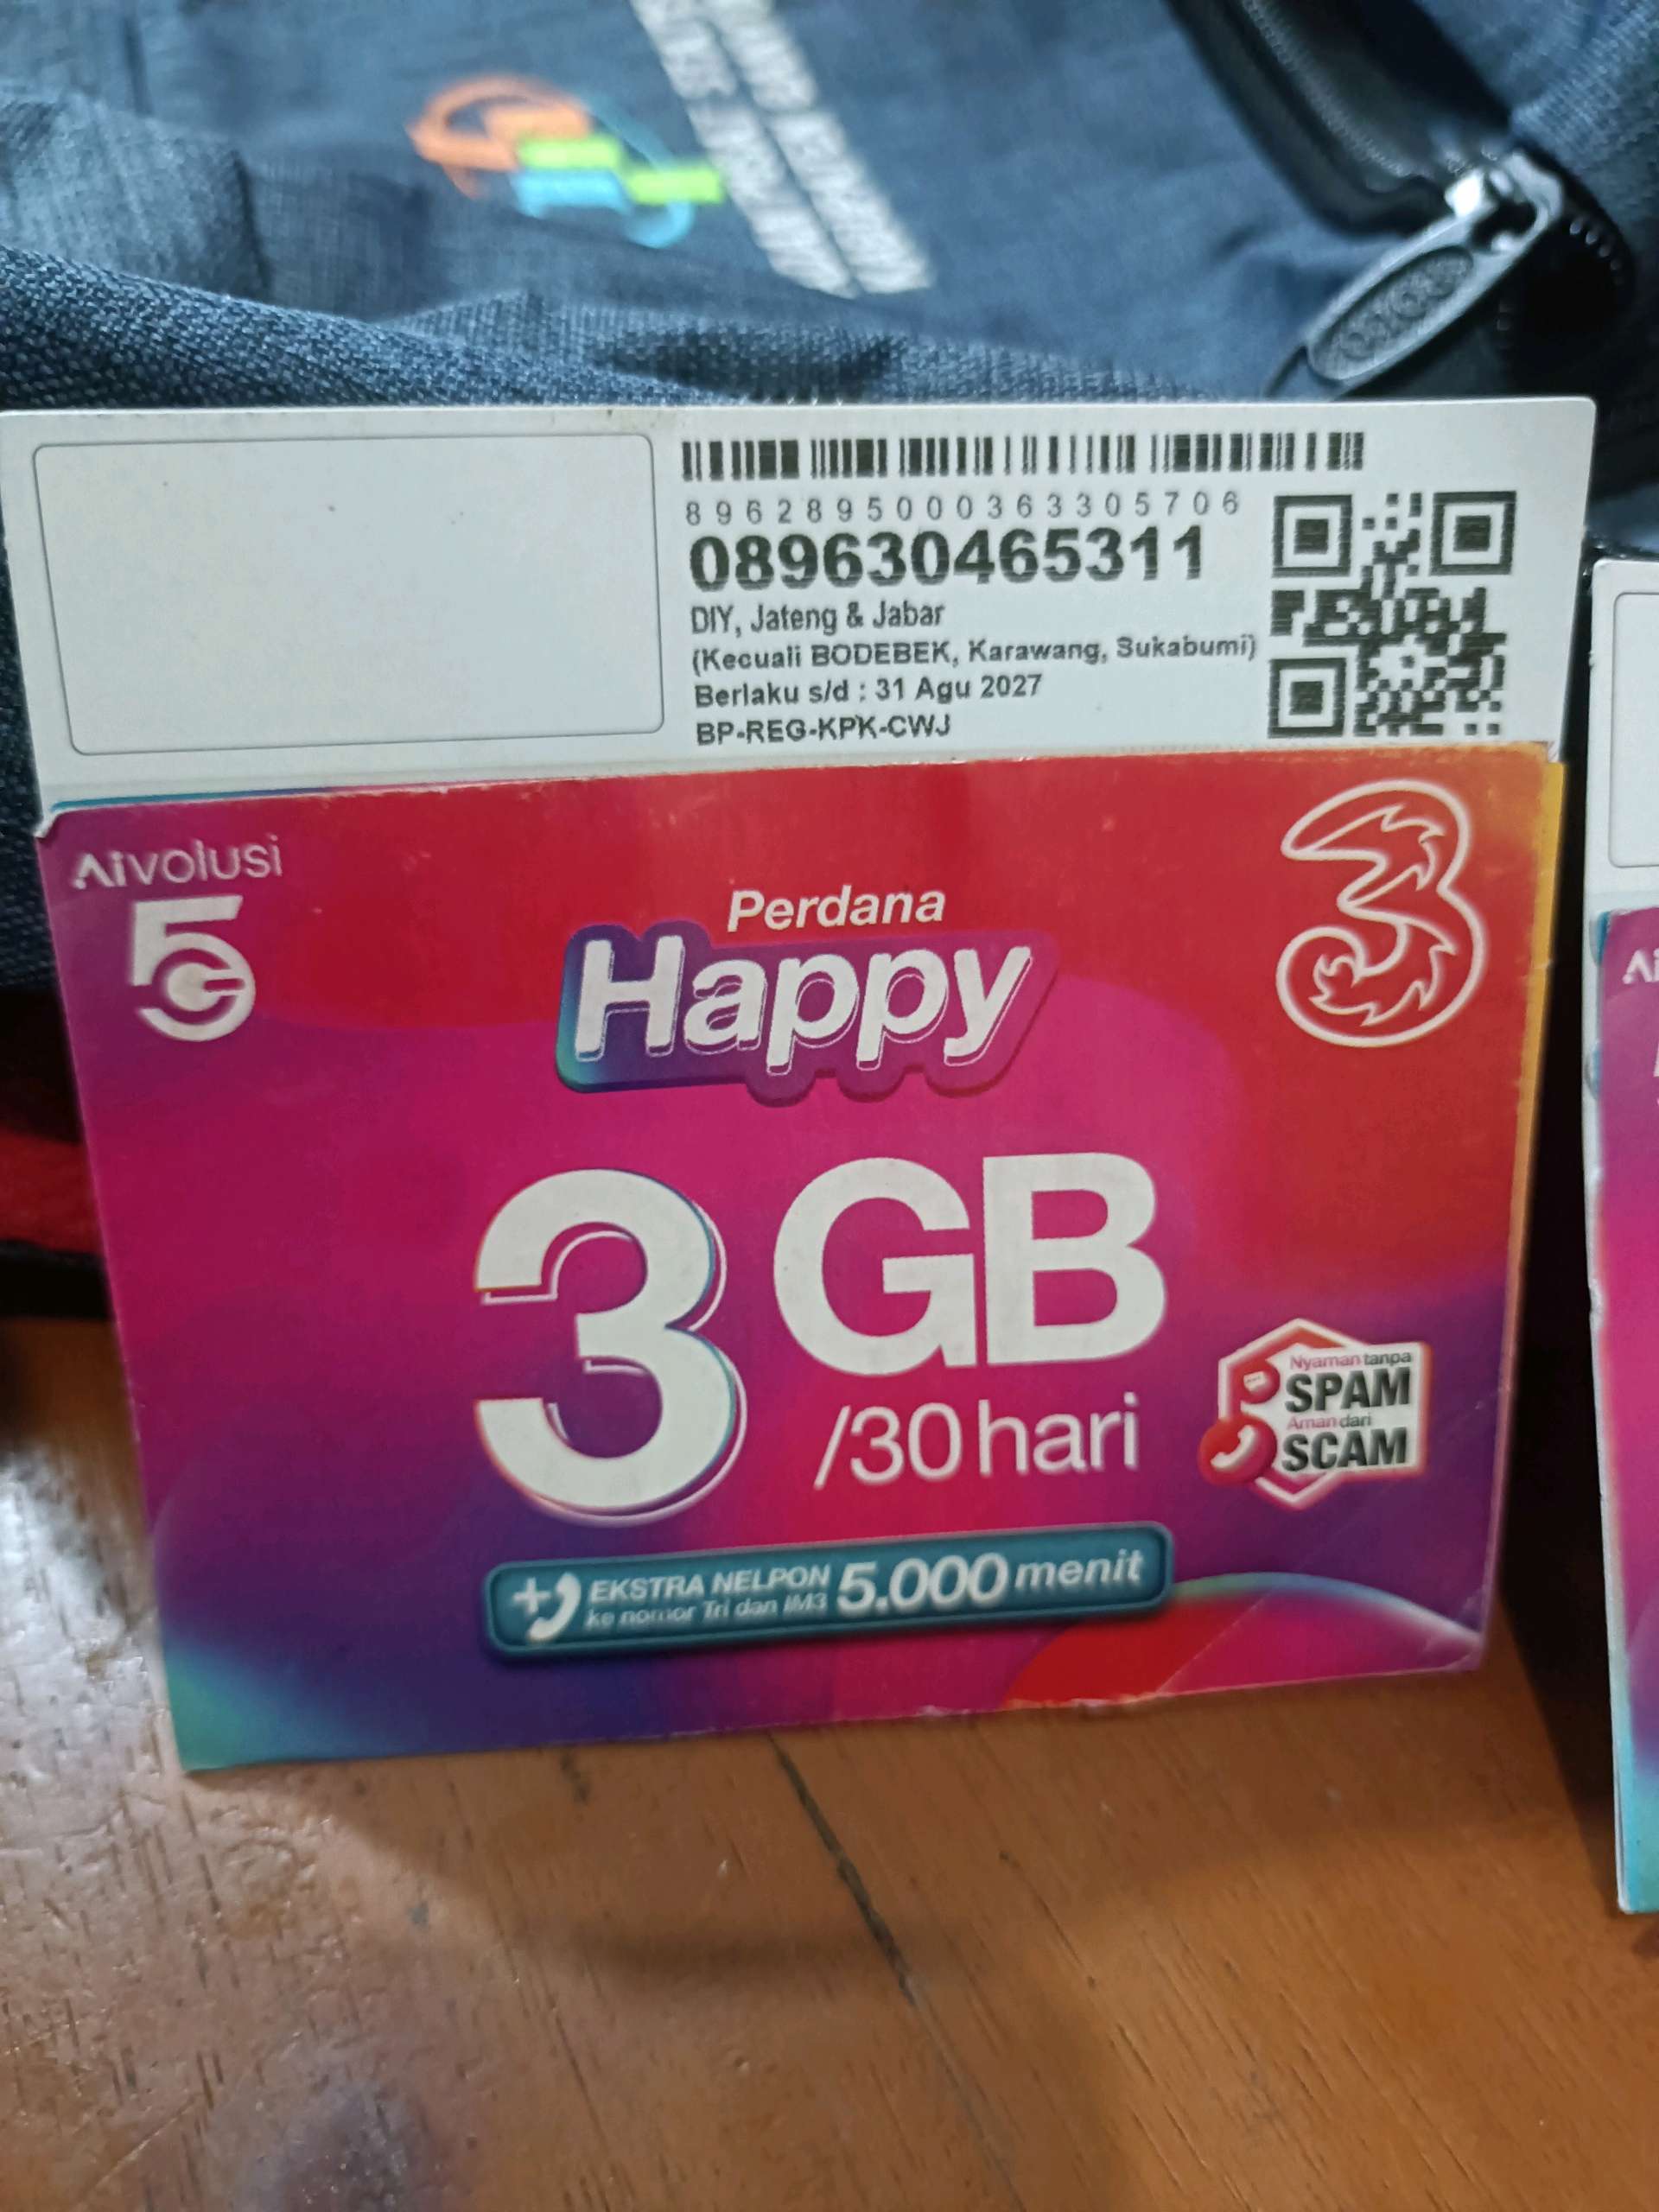 8962895000363305706
089630465311
DIY, Jateng & Jabar
(Kecuali BODEBEK, Karawang, Sukabumi)
Berlaku s/d : 31 Agu 2027
BP-REG-KPK-CWJ
Aivolusi
5G
3
Perdana
Happy
3 GB
/30 hari
Nyaman tanpa
SPAM
Aman dari
SCAM
EKSTRA NELPON
ke nomor Tri dan IM3
5.000 menit
Ai